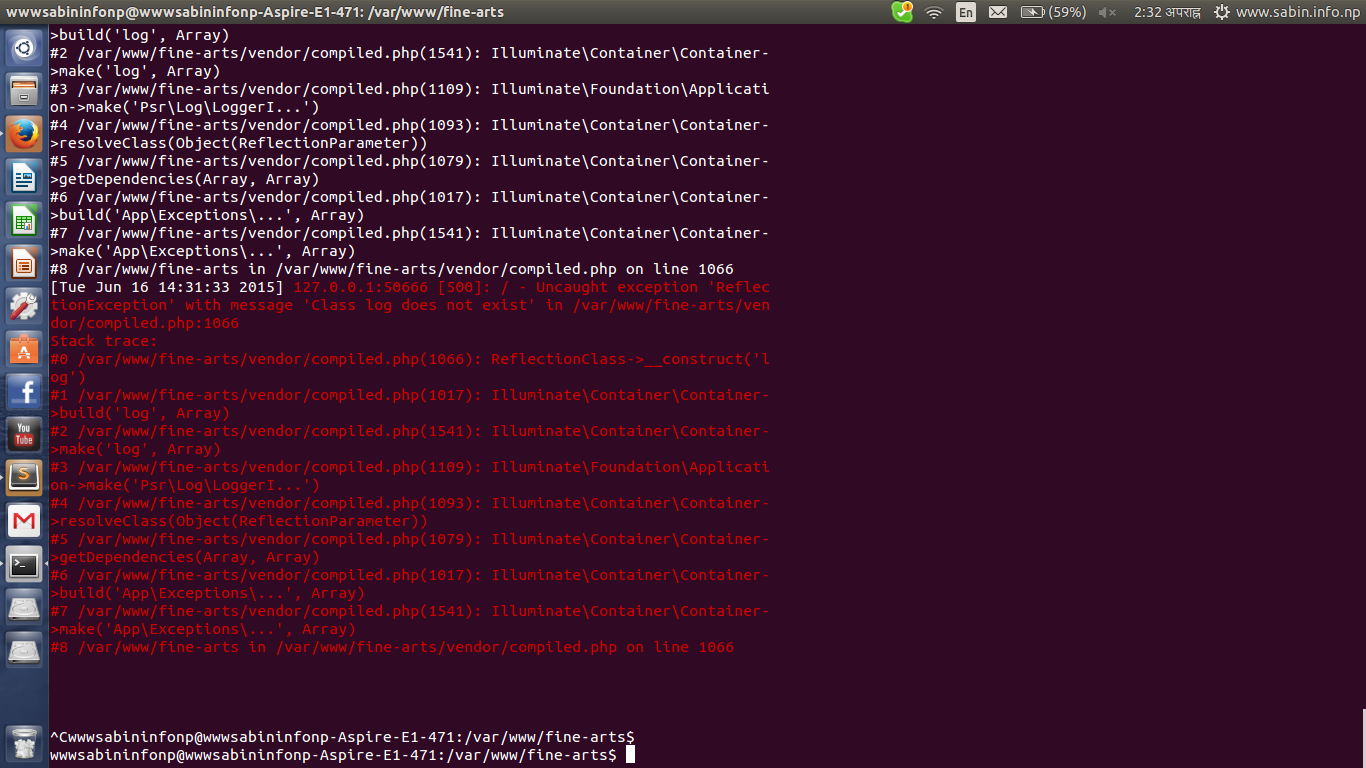 wwwsabininfonp@wwwsabininfonp-Aspire-E1-471: /var/www/fine-arts
En
(59%)
2:32 अपराह्न
www.sabin.info.np
>build('log', Array)
#2 /var/www/fine-arts/vendor/compiled.php(1541): Illuminate\Container\Container-
>make('log', Array)
#3 /var/www/fine-arts/vendor/compiled.php(1109): Illuminate\Foundation\Applicati
on->make('Psr\Log\LoggerI...')
#4 /var/www/fine-arts/vendor/compiled.php(1093): Illuminate\Container\Container-
>resolveClass(Object(ReflectionParameter))
#5 /var/www/fine-arts/vendor/compiled.php(1079): Illuminate\Container\Container-
>getDependencies(Array, Array)
#6 /var/www/fine-arts/vendor/compiled.php(1017): Illuminate\Container\Container-
>build('App\Exceptions\...', Array)
#7 /var/www/fine-arts/vendor/compiled.php(1541): Illuminate\Container\Container-
>make('App\Exceptions\...', Array)
#8 /var/www/fine-arts in /var/www/fine-arts/vendor/compiled.php on line 1066
[Tue Jun 16 14:31:33 2015] 127.0.0.1:50666 [500]: / - Uncaught exception 'Reflec
tionException' with message 'Class log does not exist' in /var/www/fine-arts/ven
dor/compiled.php:1066
Stack trace:
#0 /var/www/fine-arts/vendor/compiled.php(1066): ReflectionClass->__construct('l
og')
#1 /var/www/fine-arts/vendor/compiled.php(1017): Illuminate\Container\Container-
>build('log', Array)
#2 /var/www/fine-arts/vendor/compiled.php(1541): Illuminate\Container\Container-
>make('log', Array)
#3 /var/www/fine-arts/vendor/compiled.php(1109): Illuminate\Foundation\Applicati
on->make('Psr\Log\LoggerI...')
#4 /var/www/fine-arts/vendor/compiled.php(1093): Illuminate\Container\Container-
>resolveClass(Object(ReflectionParameter))
#5 /var/www/fine-arts/vendor/compiled.php(1079): Illuminate\Container\Container-
>getDependencies(Array, Array)
#6 /var/www/fine-arts/vendor/compiled.php(1017): Illuminate\Container\Container-
>build('App\Exceptions\...', Array)
#7 /var/www/fine-arts/vendor/compiled.php(1541): Illuminate\Container\Container-
>make('App\Exceptions\...', Array)
#8 /var/www/fine-arts in /var/www/fine-arts/vendor/compiled.php on line 1066
^Cwwwsabininfonp@wwwsabininfonp-Aspire-E1-471:/var/www/fine-arts$
wwwsabininfonp@wwwsabininfonp-Aspire-E1-471:/var/www/fine-arts$
You
Tube